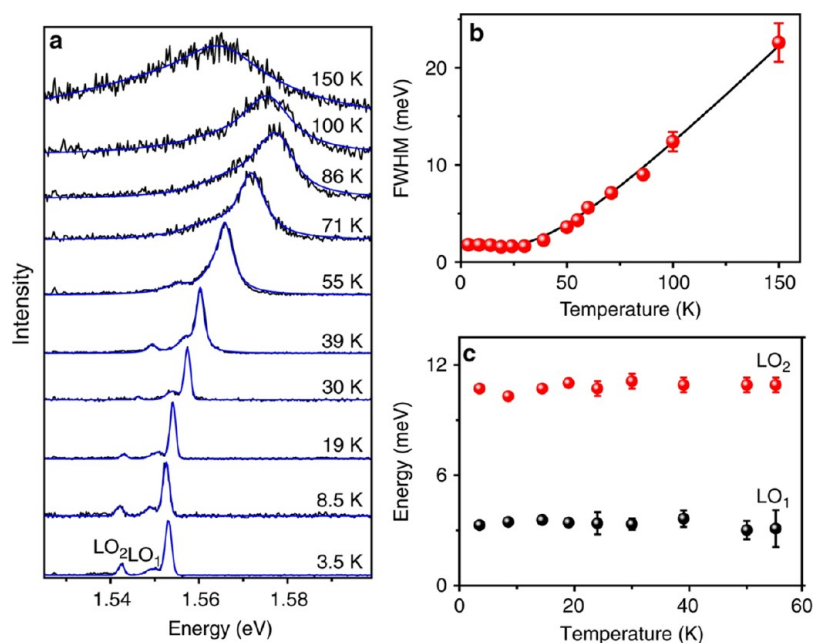 a
150 K
100 K
86 K
71 K
55 K
39 K
30 K
19 K
8.5 K
LO2 LO1 3.5 K
1.54 1.56 1.58
Energy (eV)
Intensity
b
20
10
0
FWHM (meV)
0 50 100 150
Temperature (K)
c
12
6
0
Energy (meV)
LO2
LO1
0 20 40 60
Temperature (K)